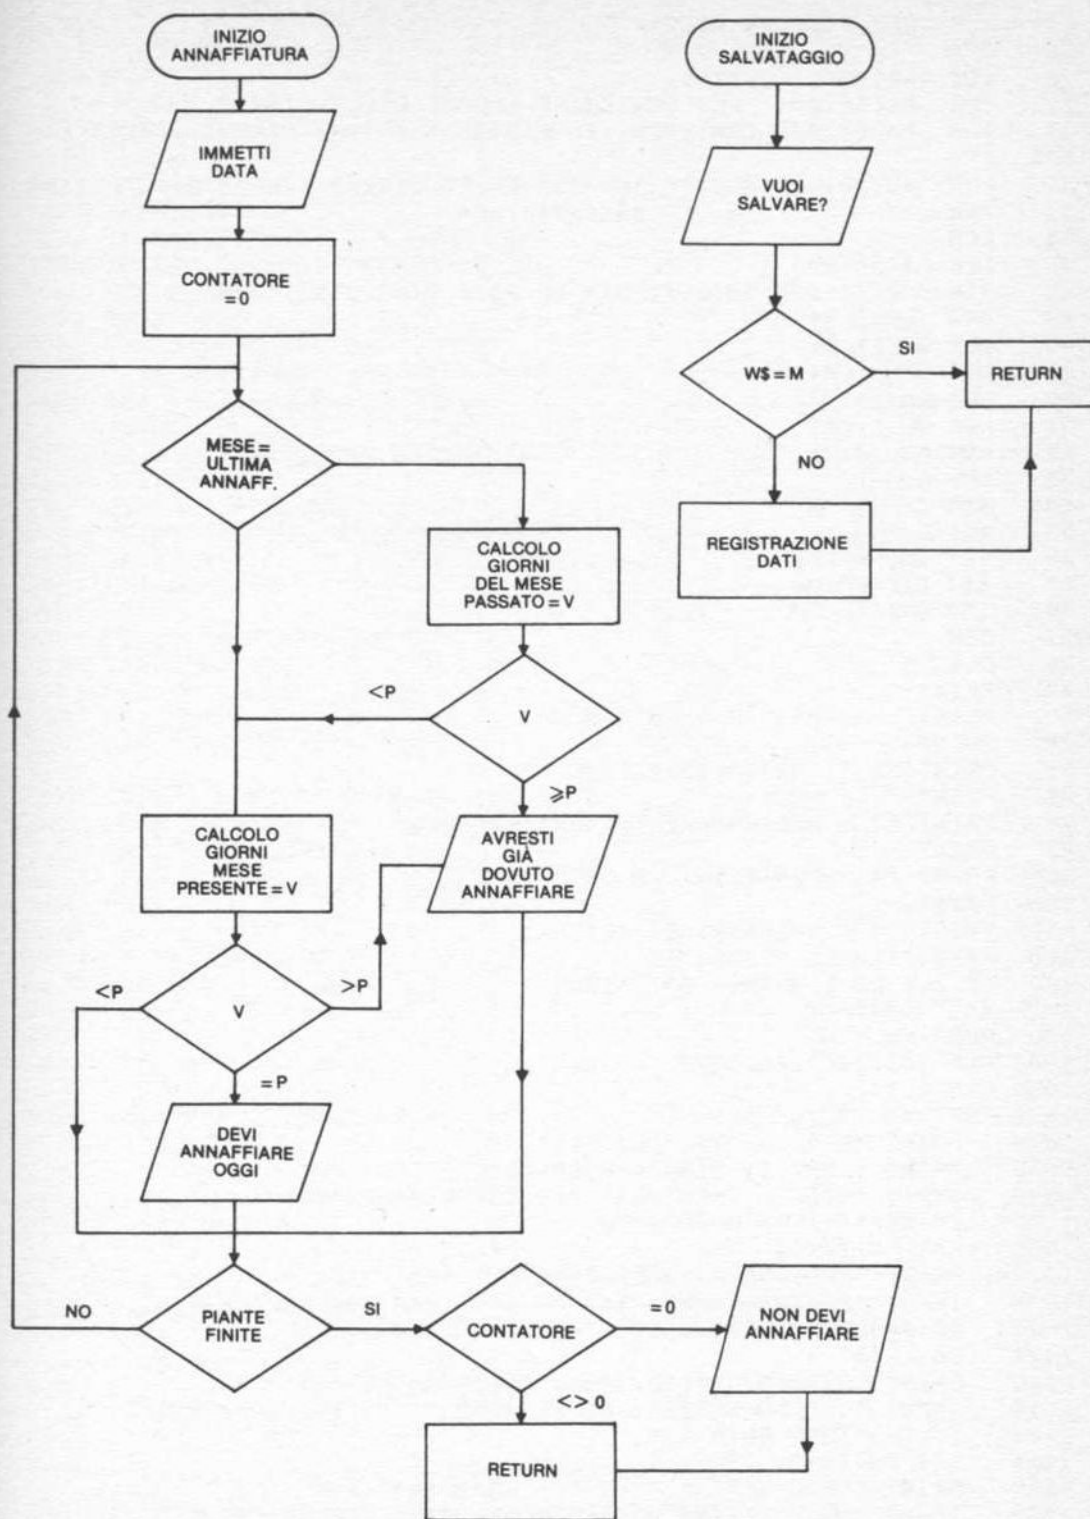 INIZIO
ANNAFFIATURA
IMMETTI
DATA
CONTATORE
= 0
MESE =
ULTIMA
ANNAFF.
CALCOLO
GIORNI
DEL MESE
PASSATO = V
<P
V
⩾P
CALCOLO
GIORNI
MESE
PRESENTE = V
AVRESTI
GIÀ
DOVUTO
ANNAFFIARE
<P
V
>P
= P
DEVI
ANNAFFIARE
OGGI
NO
PIANTE
FINITE
SI
CONTATORE
= 0
NON DEVI
ANNAFFIARE
<> 0
RETURN
INIZIO
SALVATAGGIO
VUOI
SALVARE?
W$ = M
SI
RETURN
NO
REGISTRAZIONE
DATI